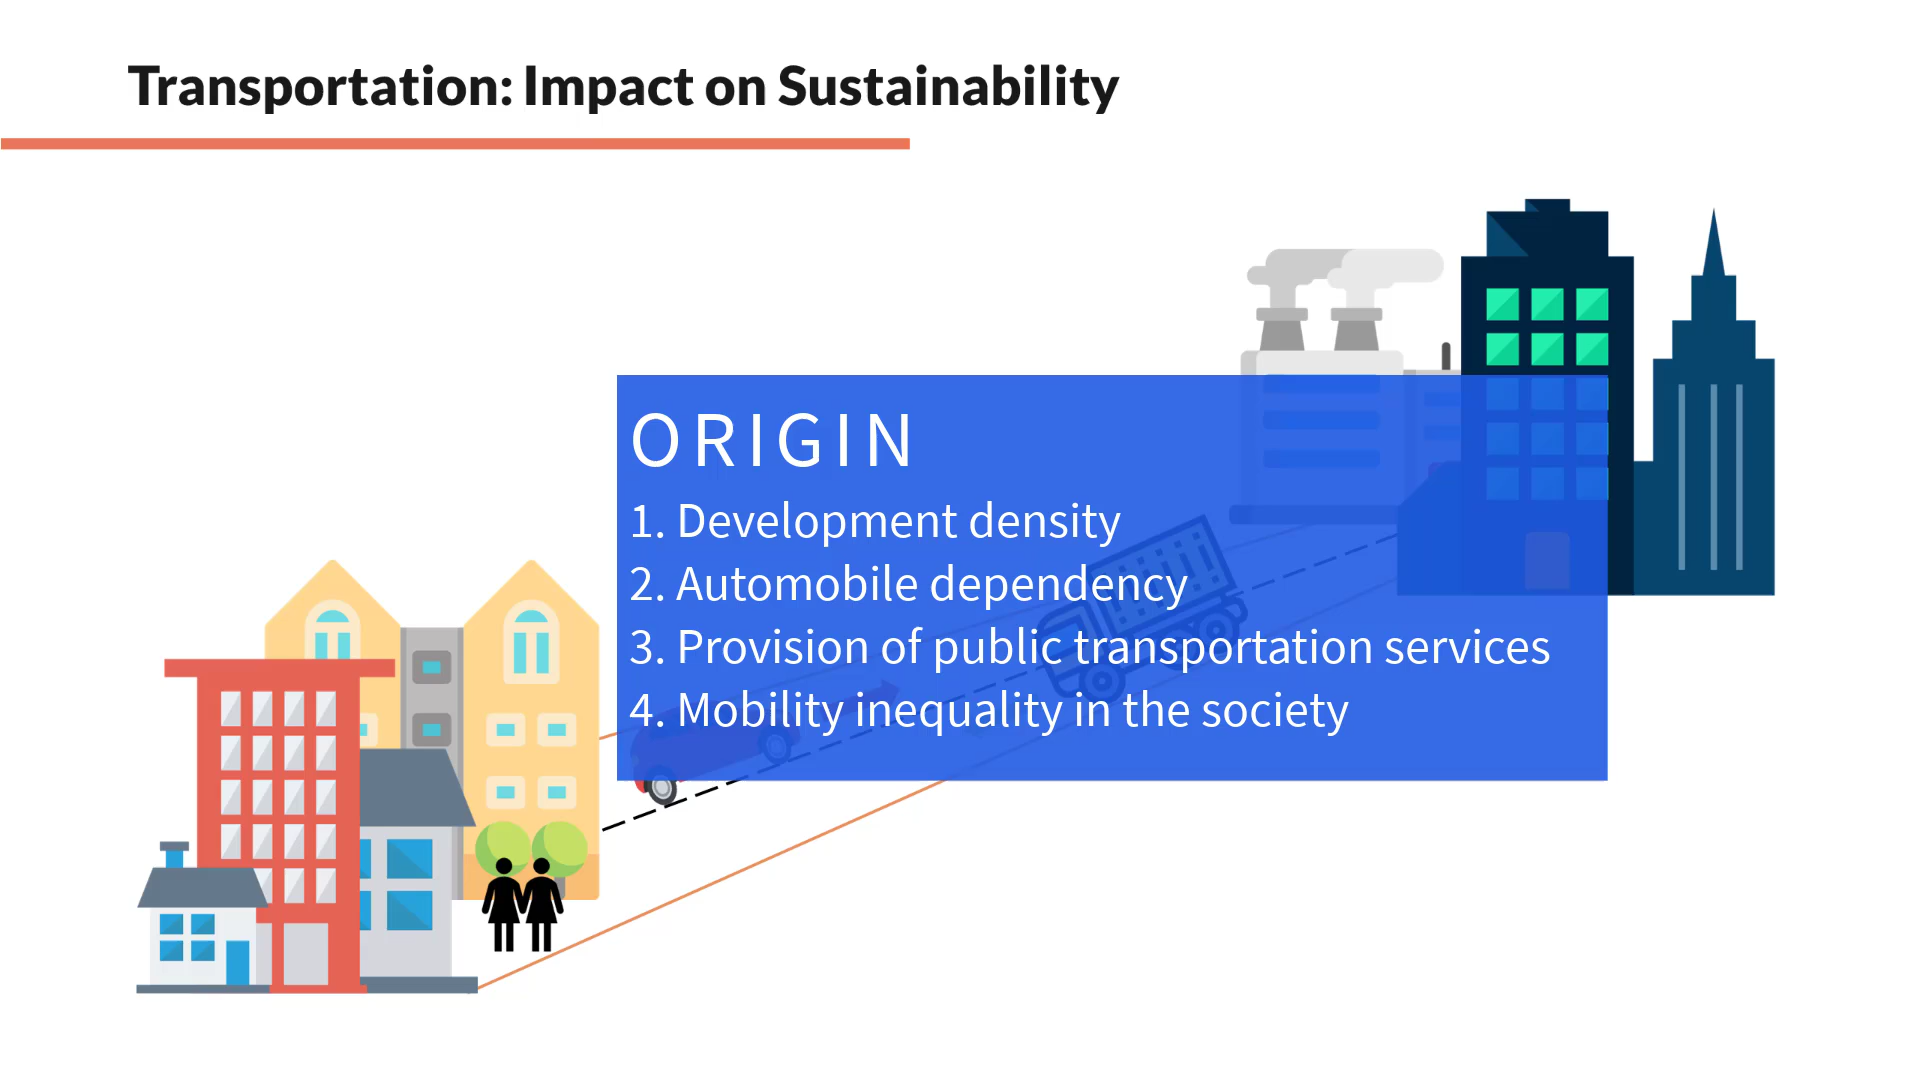 Transportation: Impact on Sustainability
ORIGIN
1. Development density
2. Automobile dependency
3. Provision of public transportation services
4. Mobility inequality in the society